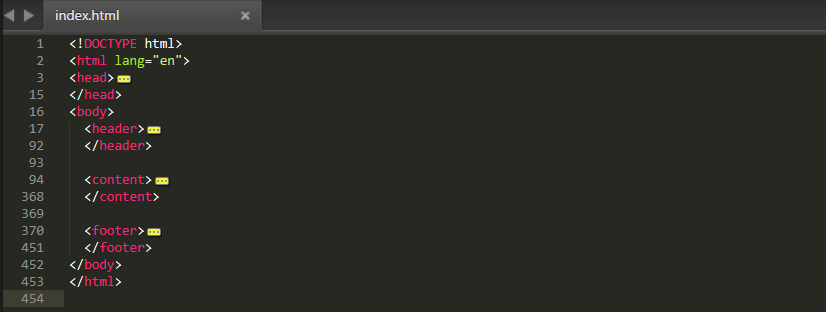 index.html
1 <!DOCTYPE html>
2 <html lang="en">
3 <head>
15 </head>
16 <body>
17 <header>
92 </header>
93
94 <content>
368 </content>
369
370 <footer>
451 </footer>
452 </body>
453 </html>
454